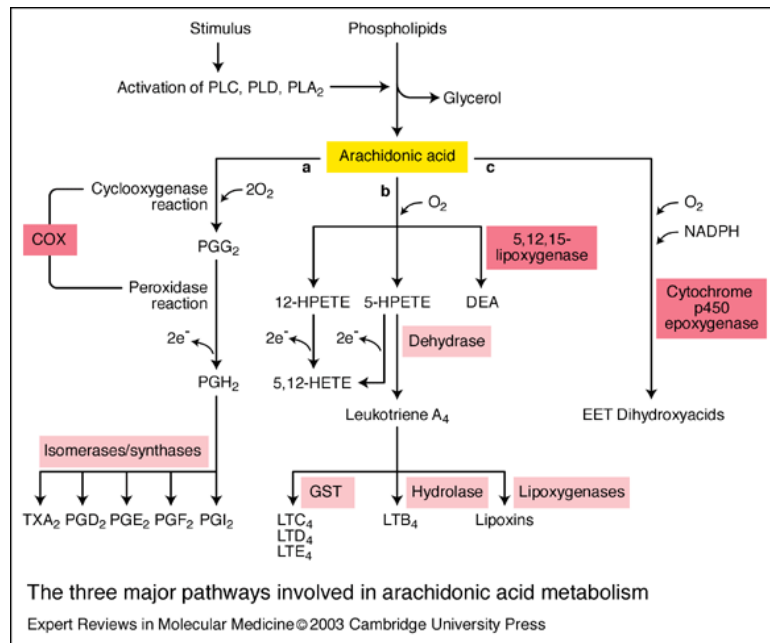 Stimulus
Phospholipids
Activation of PLC, PLD, PLA₂
Glycerol
Arachidonic acid
a
b
c
Cyclooxygenase
reaction
2O₂
COX
PGG₂
Peroxidase
reaction
2e⁻
PGH₂
Isomerases/synthases
TXA₂ PGD₂ PGE₂ PGF₂ PGI₂
O₂
5,12,15-
lipoxygenase
12-HPETE 5-HPETE DEA
2e⁻ 2e⁻
Dehydrase
5,12-HETE
Leukotriene A₄
GST
Hydrolase
Lipoxygenases
LTC₄
LTD₄
LTE₄
LTB₄
Lipoxins
O₂
NADPH
Cytochrome
p450
epoxygenase
EET Dihydroxyacids
The three major pathways involved in arachidonic acid metabolism
Expert Reviews in Molecular Medicine © 2003 Cambridge University Press